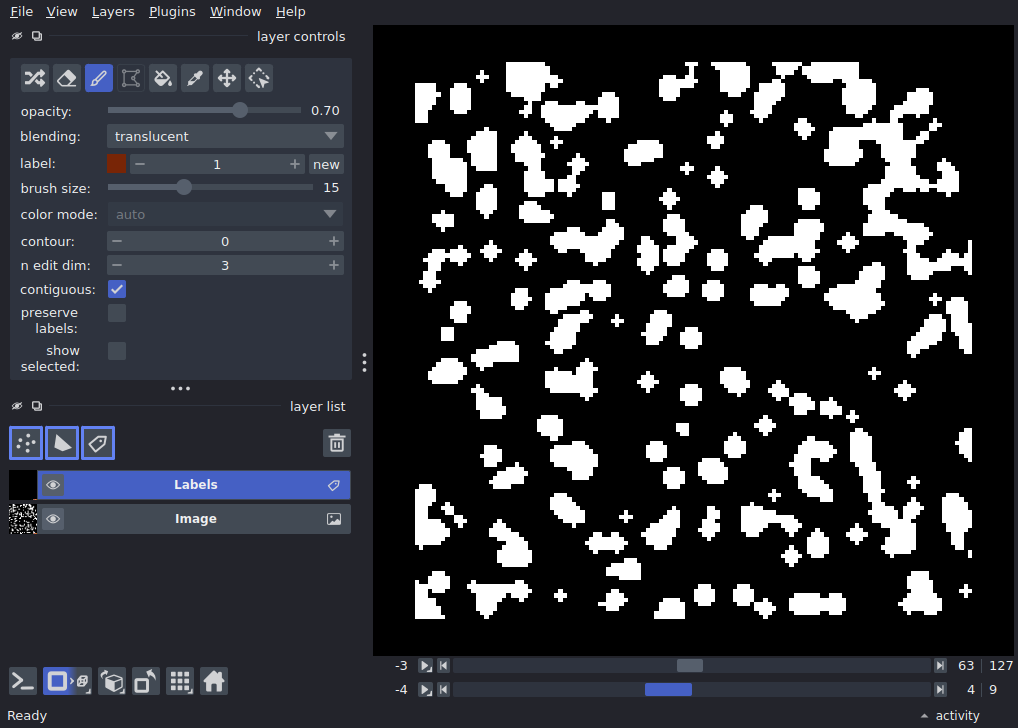 File View Layers Plugins Window Help
layer controls
opacity: 0.70
blending: translucent
label: 1 new
brush size: 15
color mode: auto
contour: 0
n edit dim: 3
contiguous:
preserve
labels:
show
selected:
layer list
Labels
Image
-3 63 127
-4 4 9
Ready activity